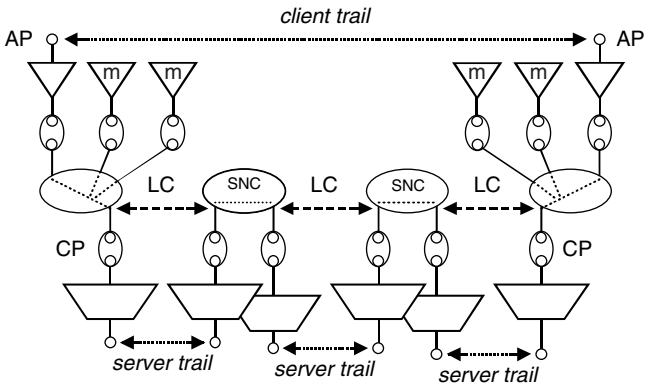 client trail
AP
AP
m
m
m
m
LC
SNC
LC
SNC
LC
CP
CP
server trail
server trail
server trail